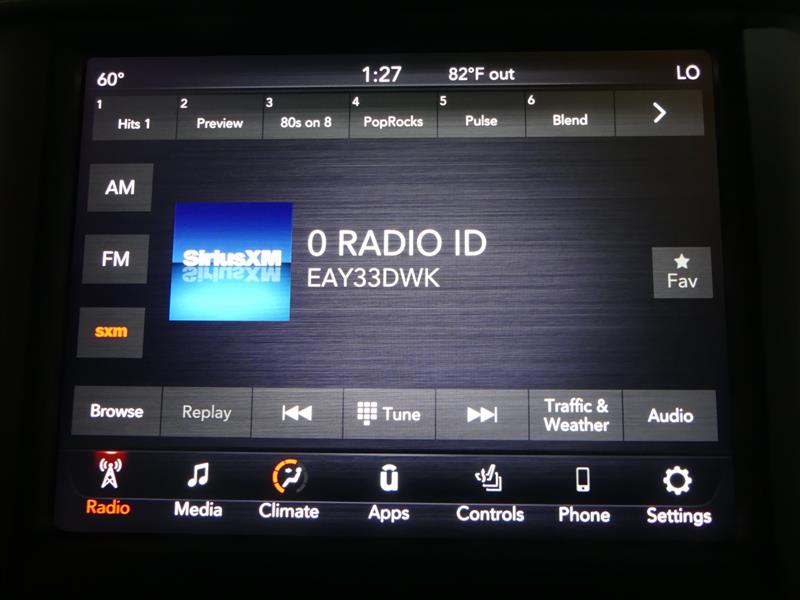 60° 1:27 82°F out LO
1 2 3 4 5 6
Hits 1 Preview 80s on 8 PopRocks Pulse Blend
AM
FM
sxm
SiriusXM
0 RADIO ID
EAY33DWK
Fav
Browse Replay Tune Traffic & Weather Audio
Radio Media Climate Apps Controls Phone Settings